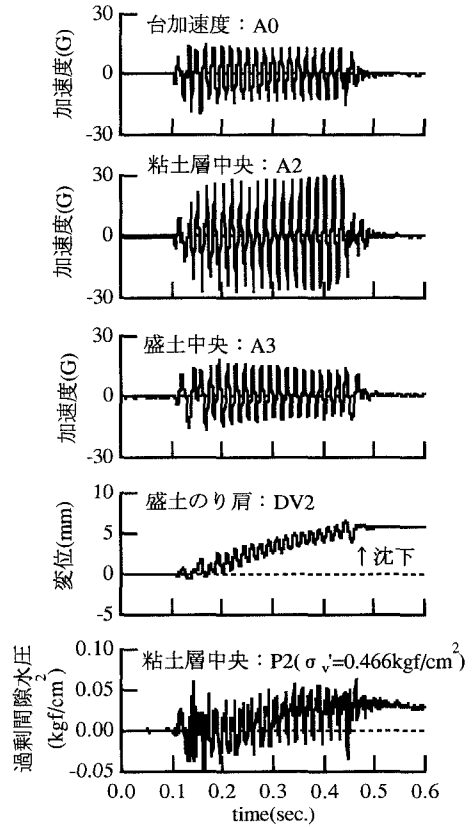 台加速度：A0
30
0
-30
加速度(G)
粘土層中央：A2
30
0
-30
加速度(G)
盛土中央：A3
30
0
-30
加速度(G)
盛土のり肩：DV2
10
5
0
-5
変位(mm)
↑沈下
粘土層中央：P2(σv'=0.466kgf/cm²)
0.10
0.05
0.00
-0.05
過剰間隙水圧
(kgf/cm²)
0.0 0.1 0.2 0.3 0.4 0.5 0.6
time(sec.)